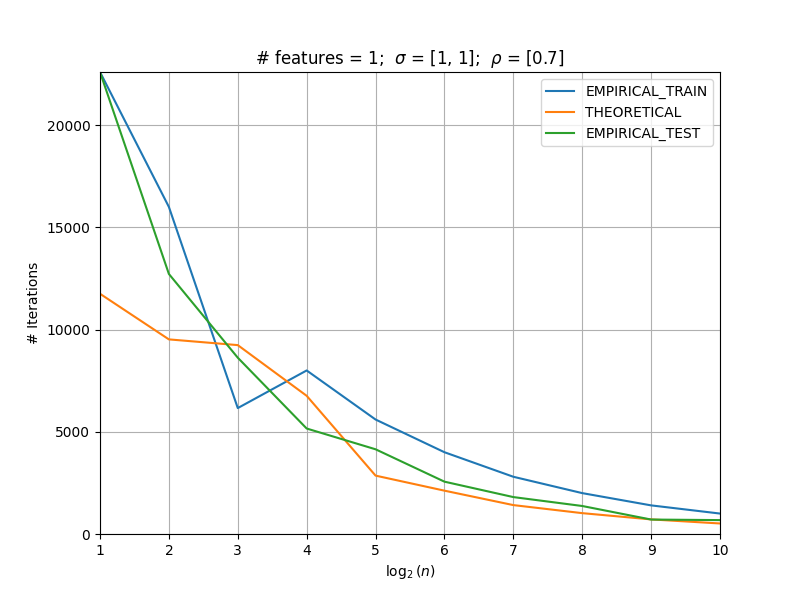 # features = 1;  σ = [1, 1];  ρ = [0.7]
EMPIRICAL_TRAIN
THEORETICAL
EMPIRICAL_TEST
# Iterations
20000
15000
10000
5000
0
1 2 3 4 5 6 7 8 9 10
log₂(n)